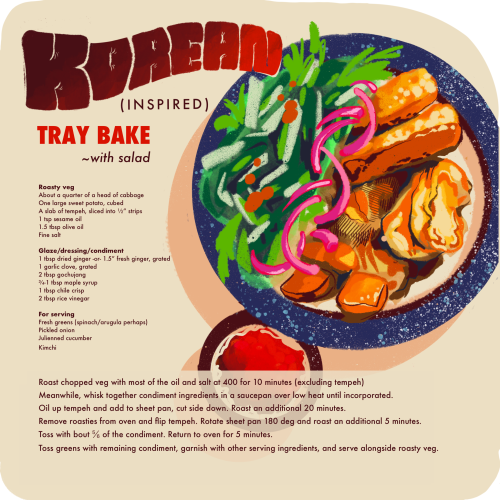 KOREAN
(INSPIRED)
TRAY BAKE
~with salad
Roasty veg
About a quarter of a head of cabbage
One large sweet potato, cubed
A slab of tempeh, sliced into ½" strips
1 tsp sesame oil
1.5 tbsp olive oil
Fine salt
Glaze/dressing/condiment
1 tbsp dried ginger -or- 1.5" fresh ginger, grated
1 garlic clove, grated
2 tbsp gochujang
¾-1 tbsp maple syrup
1 tbsp chile crisp
2 tbsp rice vinegar
For serving
Fresh greens (spinach/arugula perhaps)
Pickled onion
Julienned cucumber
Kimchi
Roast chopped veg with most of the oil and salt at 400 for 10 minutes (excluding tempeh)
Meanwhile, whisk together condiment ingredients in a saucepan over low heat until incorporated.
Oil up tempeh and add to sheet pan, cut side down. Roast an additional 20 minutes.
Remove roasties from oven and flip tempeh. Rotate sheet pan 180 deg and roast an additional 5 minutes.
Toss with bout of the condiment. Return to oven for 5 minutes.
Toss greens with remaining condiment, garnish with other serving ingredients, and serve alongside roasty veg.